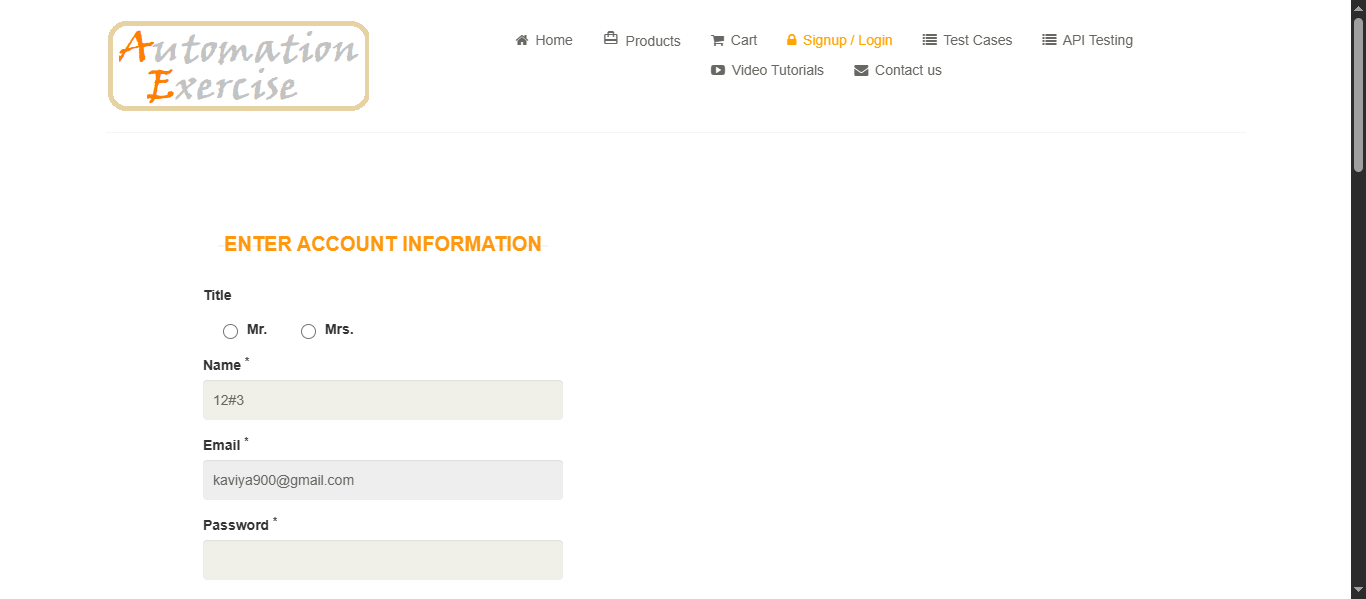 Automation
Exercise
Home Products Cart Signup / Login Test Cases API Testing
Video Tutorials Contact us
ENTER ACCOUNT INFORMATION
Title
Mr. Mrs.
Name *
12#3
Email *
kaviya900@gmail.com
Password *